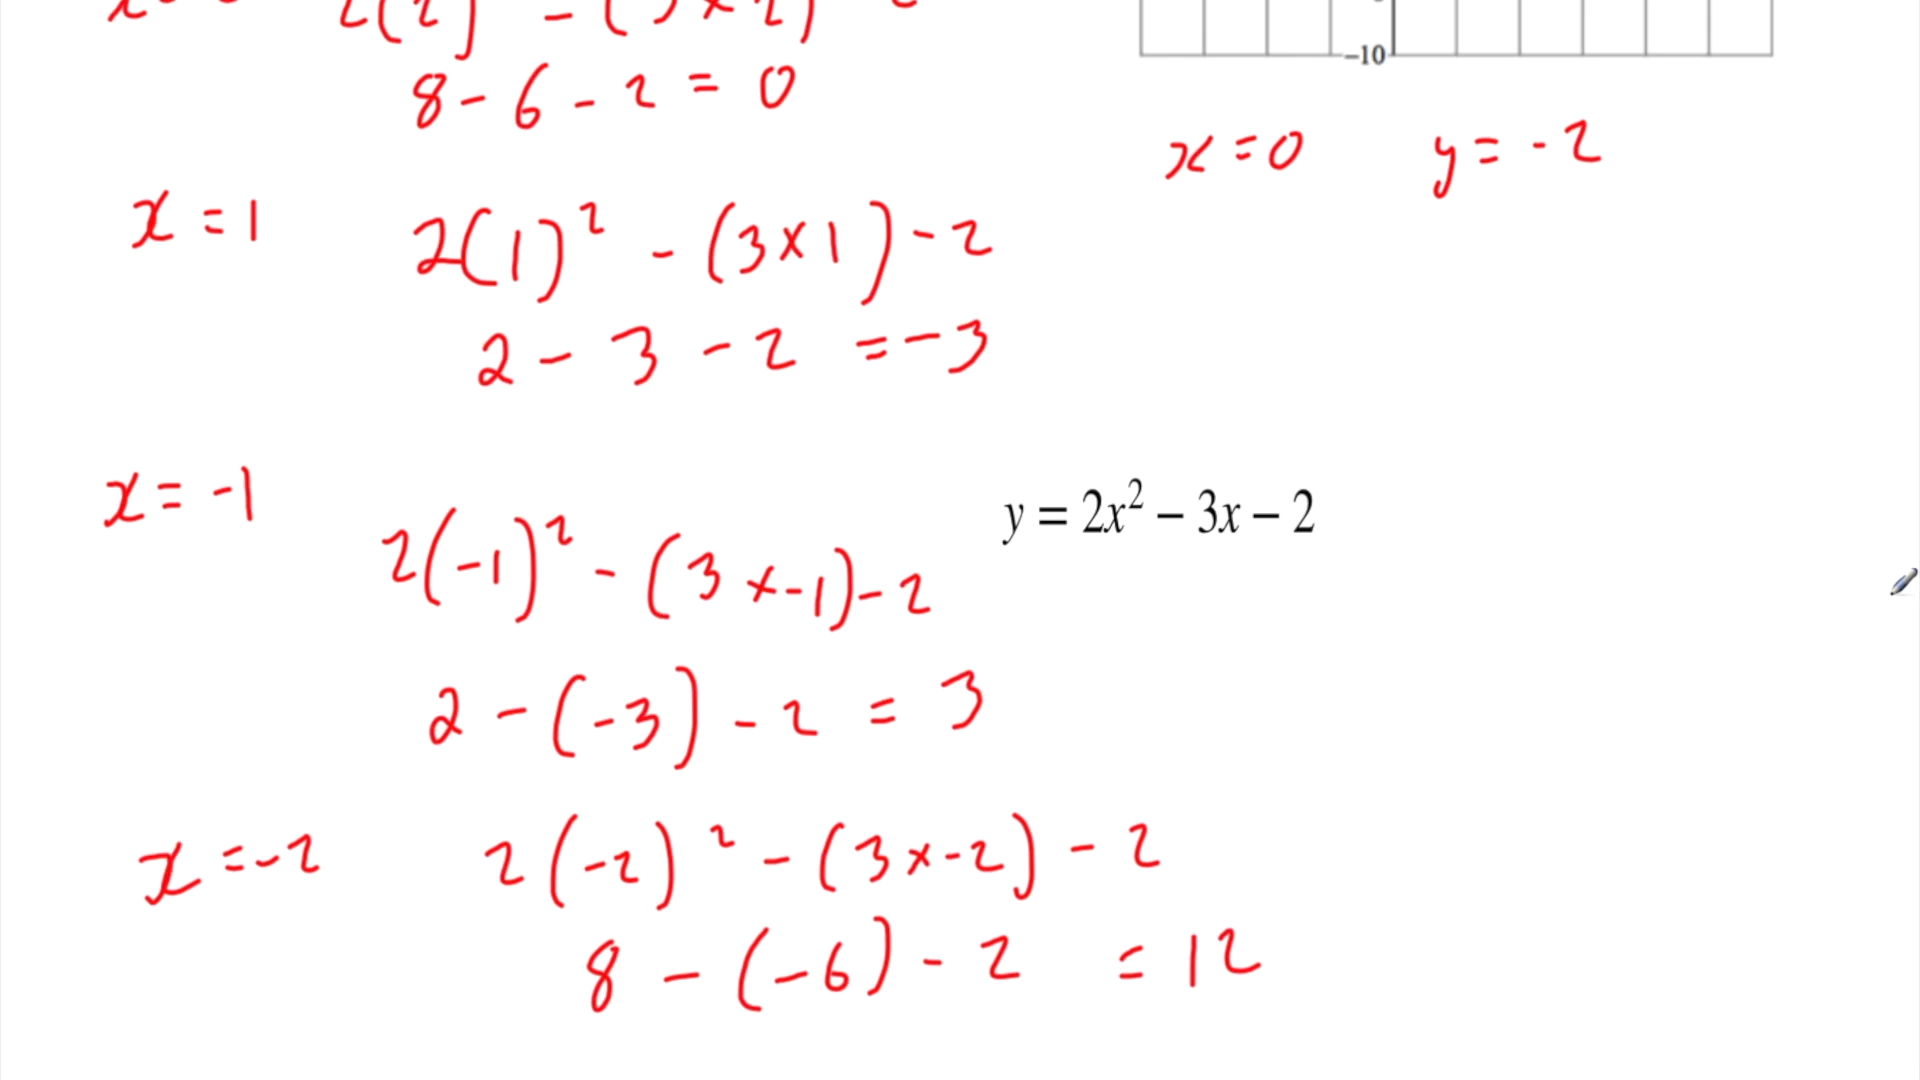 8 - 6 - 2 = 0
-10
x = 0 y = -2
x = 1 2(1)² - (3×1) - 2
2 - 3 - 2 = -3
x = -1
2(-1)² - (3×-1) - 2
y = 2x² − 3x − 2
2 - (-3) - 2 = 3
x = -2 2(-2)² - (3×-2) - 2
8 - (-6) - 2 = 12